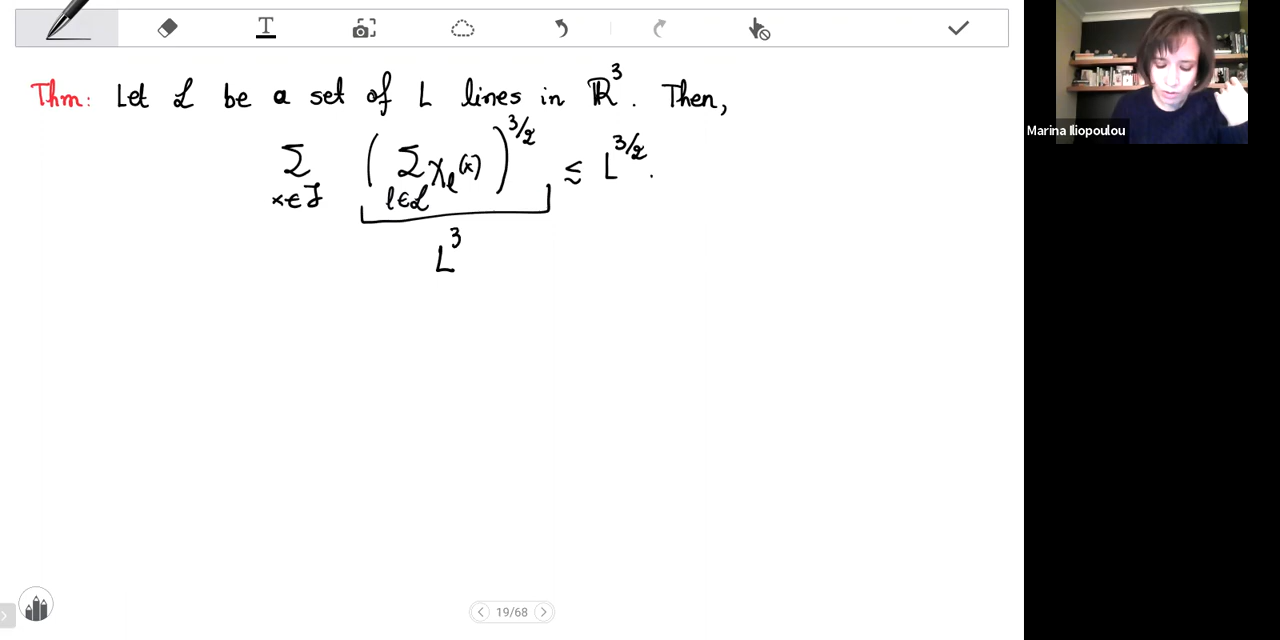 Thm: Let ℒ be a set of L lines in ℝ³. Then,
Σ_{x∈J} ( Σ_{l∈ℒ} χ_l(x) )^{3/2} ≲ L^{3/2}.
L³
Marina Iliopoulou
T
19/68